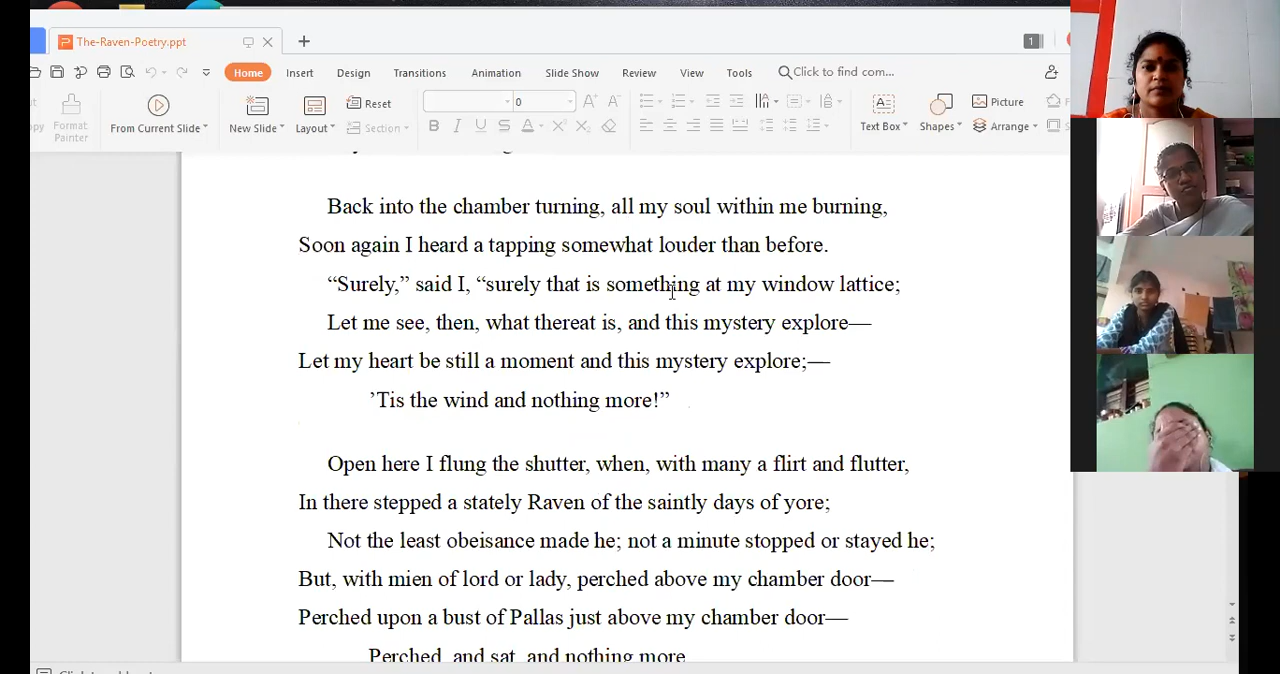 The-Raven-Poetry.ppt
1
Home Insert Design Transitions Animation Slide Show Review View Tools Click to find com...
Format Painter
From Current Slide
New Slide
Layout
Reset
Section
0
B I U S A X² X₂
Text Box
Shapes
Picture
Arrange
Back into the chamber turning, all my soul within me burning,
Soon again I heard a tapping somewhat louder than before.
“Surely,” said I, “surely that is something at my window lattice;
Let me see, then, what thereat is, and this mystery explore—
Let my heart be still a moment and this mystery explore;—
’Tis the wind and nothing more!”
Open here I flung the shutter, when, with many a flirt and flutter,
In there stepped a stately Raven of the saintly days of yore;
Not the least obeisance made he; not a minute stopped or stayed he;
But, with mien of lord or lady, perched above my chamber door—
Perched upon a bust of Pallas just above my chamber door—
Perched, and sat, and nothing more